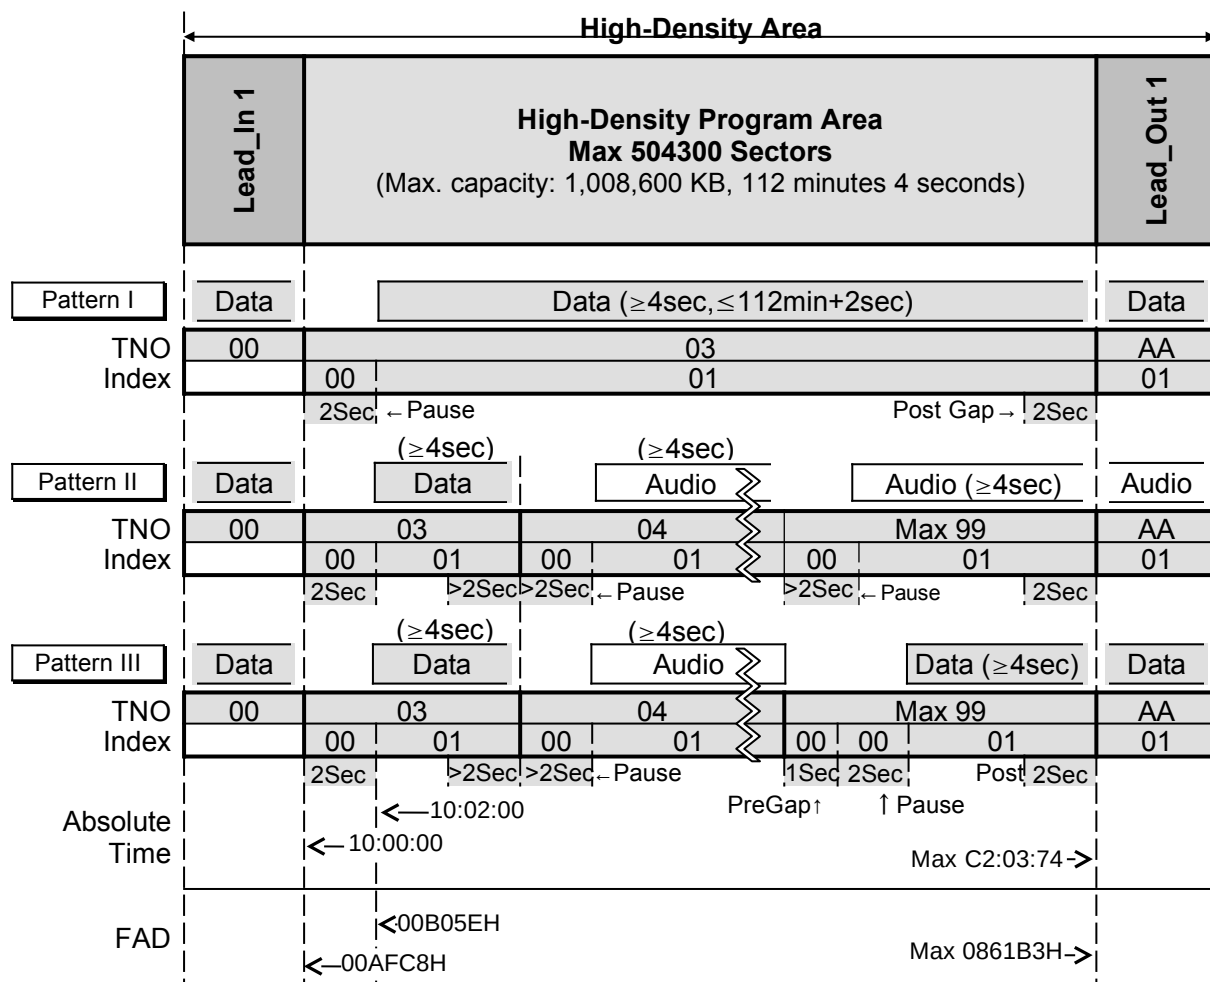 High-Density Area
Lead_In 1
High-Density Program Area
Max 504300 Sectors
(Max. capacity: 1,008,600 KB, 112 minutes 4 seconds)
Lead_Out 1
Pattern I Data Data (≥4sec,≤112min+2sec) Data
TNO 00 03 AA
Index 00 01 01
2Sec ←Pause Post Gap→ 2Sec
(≥4sec) (≥4sec)
Pattern II Data Data Audio Audio (≥4sec) Audio
TNO 00 03 04 Max 99 AA
Index 00 01 00 01 00 01 01
2Sec >2Sec >2Sec ←Pause >2Sec ←Pause 2Sec
(≥4sec) (≥4sec)
Pattern III Data Data Audio Data (≥4sec) Data
TNO 00 03 04 Max 99 AA
Index 00 01 00 01 00 00 01 01
2Sec >2Sec >2Sec ←Pause 1Sec 2Sec Post 2Sec
PreGap↑ ↑ Pause
10:02:00
Absolute
Time
10:00:00
Max C2:03:74
00B05EH
FAD
Max 0861B3H
00AFC8H